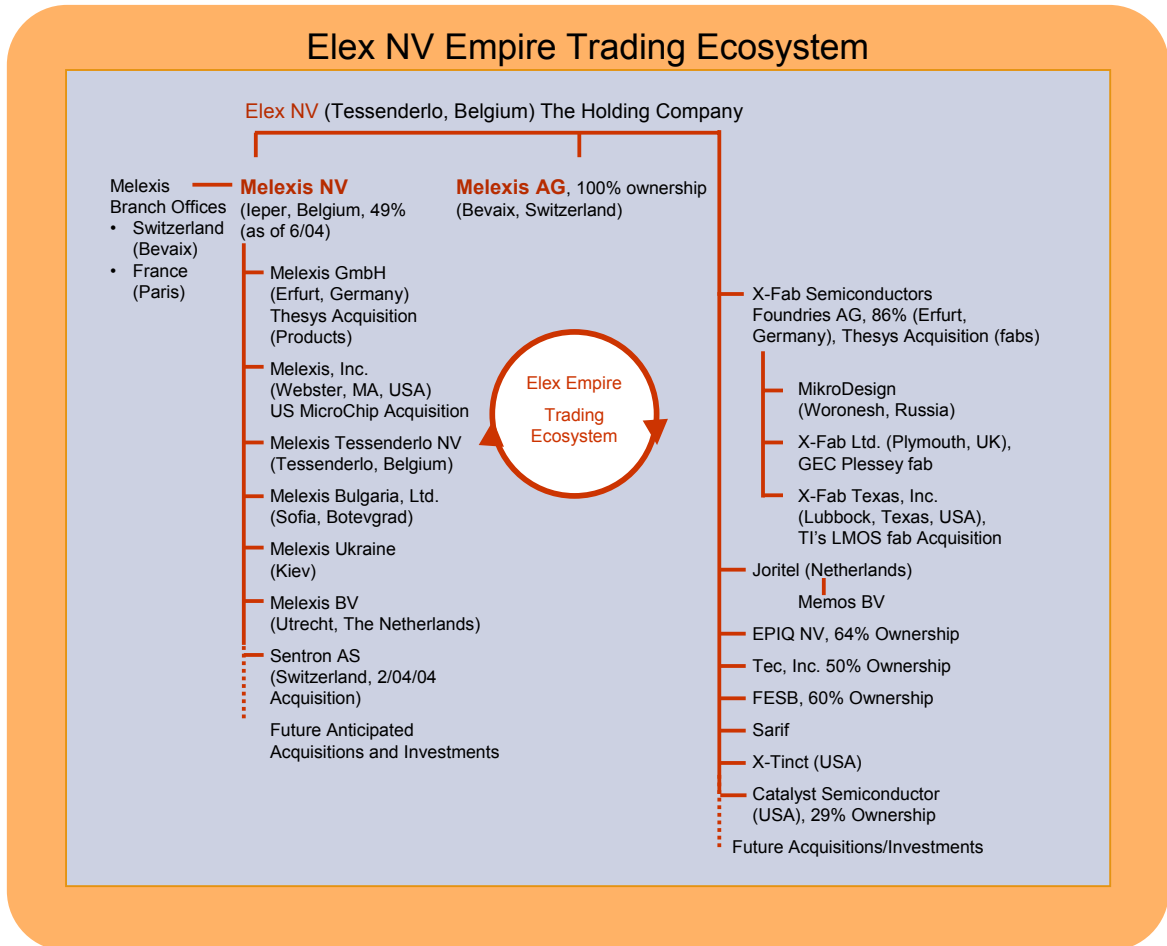 Elex NV Empire Trading Ecosystem
Elex NV (Tessenderlo, Belgium) The Holding Company
Melexis
Branch Offices
• Switzerland
(Bevaix)
• France
(Paris)
Melexis NV
(Ieper, Belgium, 49%
(as of 6/04)
Melexis AG, 100% ownership
(Bevaix, Switzerland)
Melexis GmbH
(Erfurt, Germany)
Thesys Acquisition
(Products)
Melexis, Inc.
(Webster, MA, USA)
US MicroChip Acquisition
Melexis Tessenderlo NV
(Tessenderlo, Belgium)
Melexis Bulgaria, Ltd.
(Sofia, Botevgrad)
Melexis Ukraine
(Kiev)
Melexis BV
(Utrecht, The Netherlands)
Sentron AS
(Switzerland, 2/04/04
Acquisition)
Future Anticipated
Acquisitions and Investments
Elex Empire
Trading
Ecosystem
X-Fab Semiconductors
Foundries AG, 86% (Erfurt,
Germany), Thesys Acquisition (fabs)
MikroDesign
(Woronesh, Russia)
X-Fab Ltd. (Plymouth, UK),
GEC Plessey fab
X-Fab Texas, Inc.
(Lubbock, Texas, USA),
TI's LMOS fab Acquisition
Joritel (Netherlands)
Memos BV
EPIQ NV, 64% Ownership
Tec, Inc. 50% Ownership
FESB, 60% Ownership
Sarif
X-Tinct (USA)
Catalyst Semiconductor
(USA), 29% Ownership
Future Acquisitions/Investments